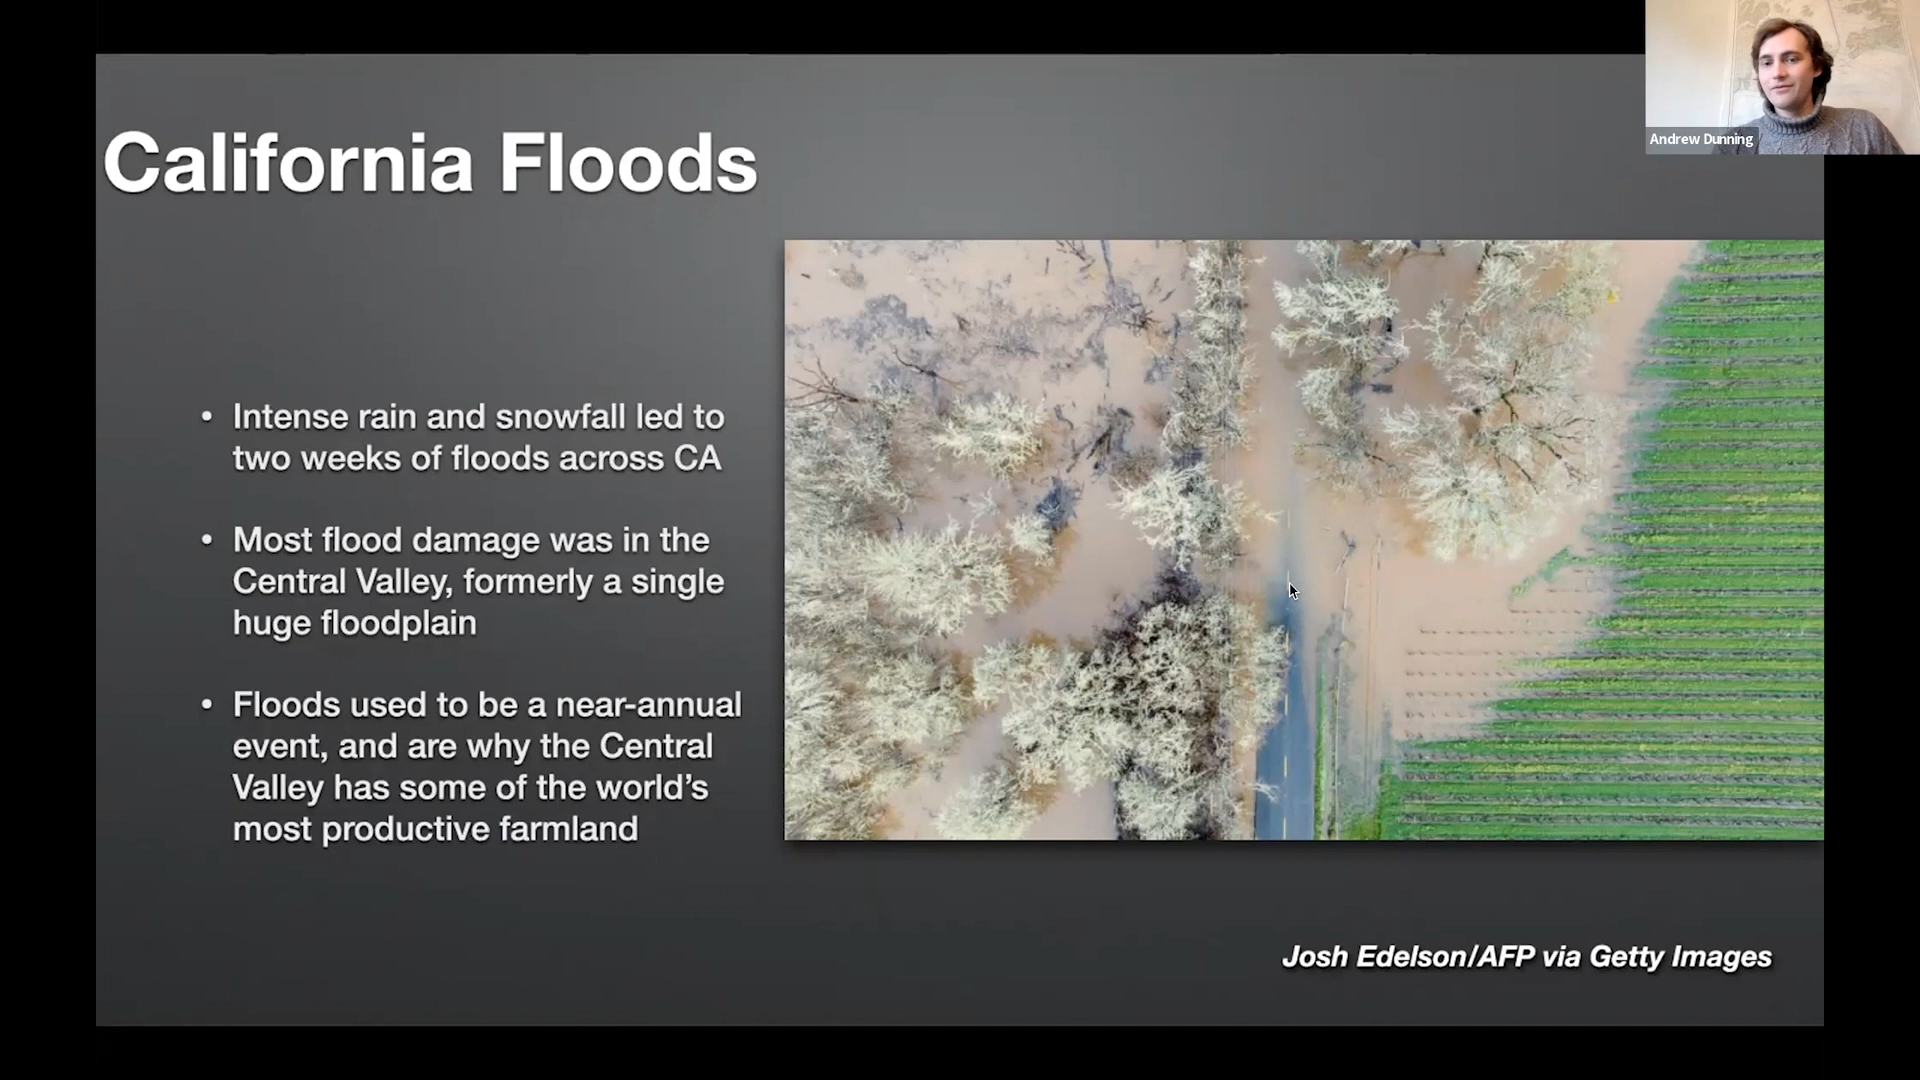 California Floods
Andrew Dunning
• Intense rain and snowfall led to
two weeks of floods across CA
• Most flood damage was in the
Central Valley, formerly a single
huge floodplain
• Floods used to be a near-annual
event, and are why the Central
Valley has some of the world’s
most productive farmland
Josh Edelson/AFP via Getty Images